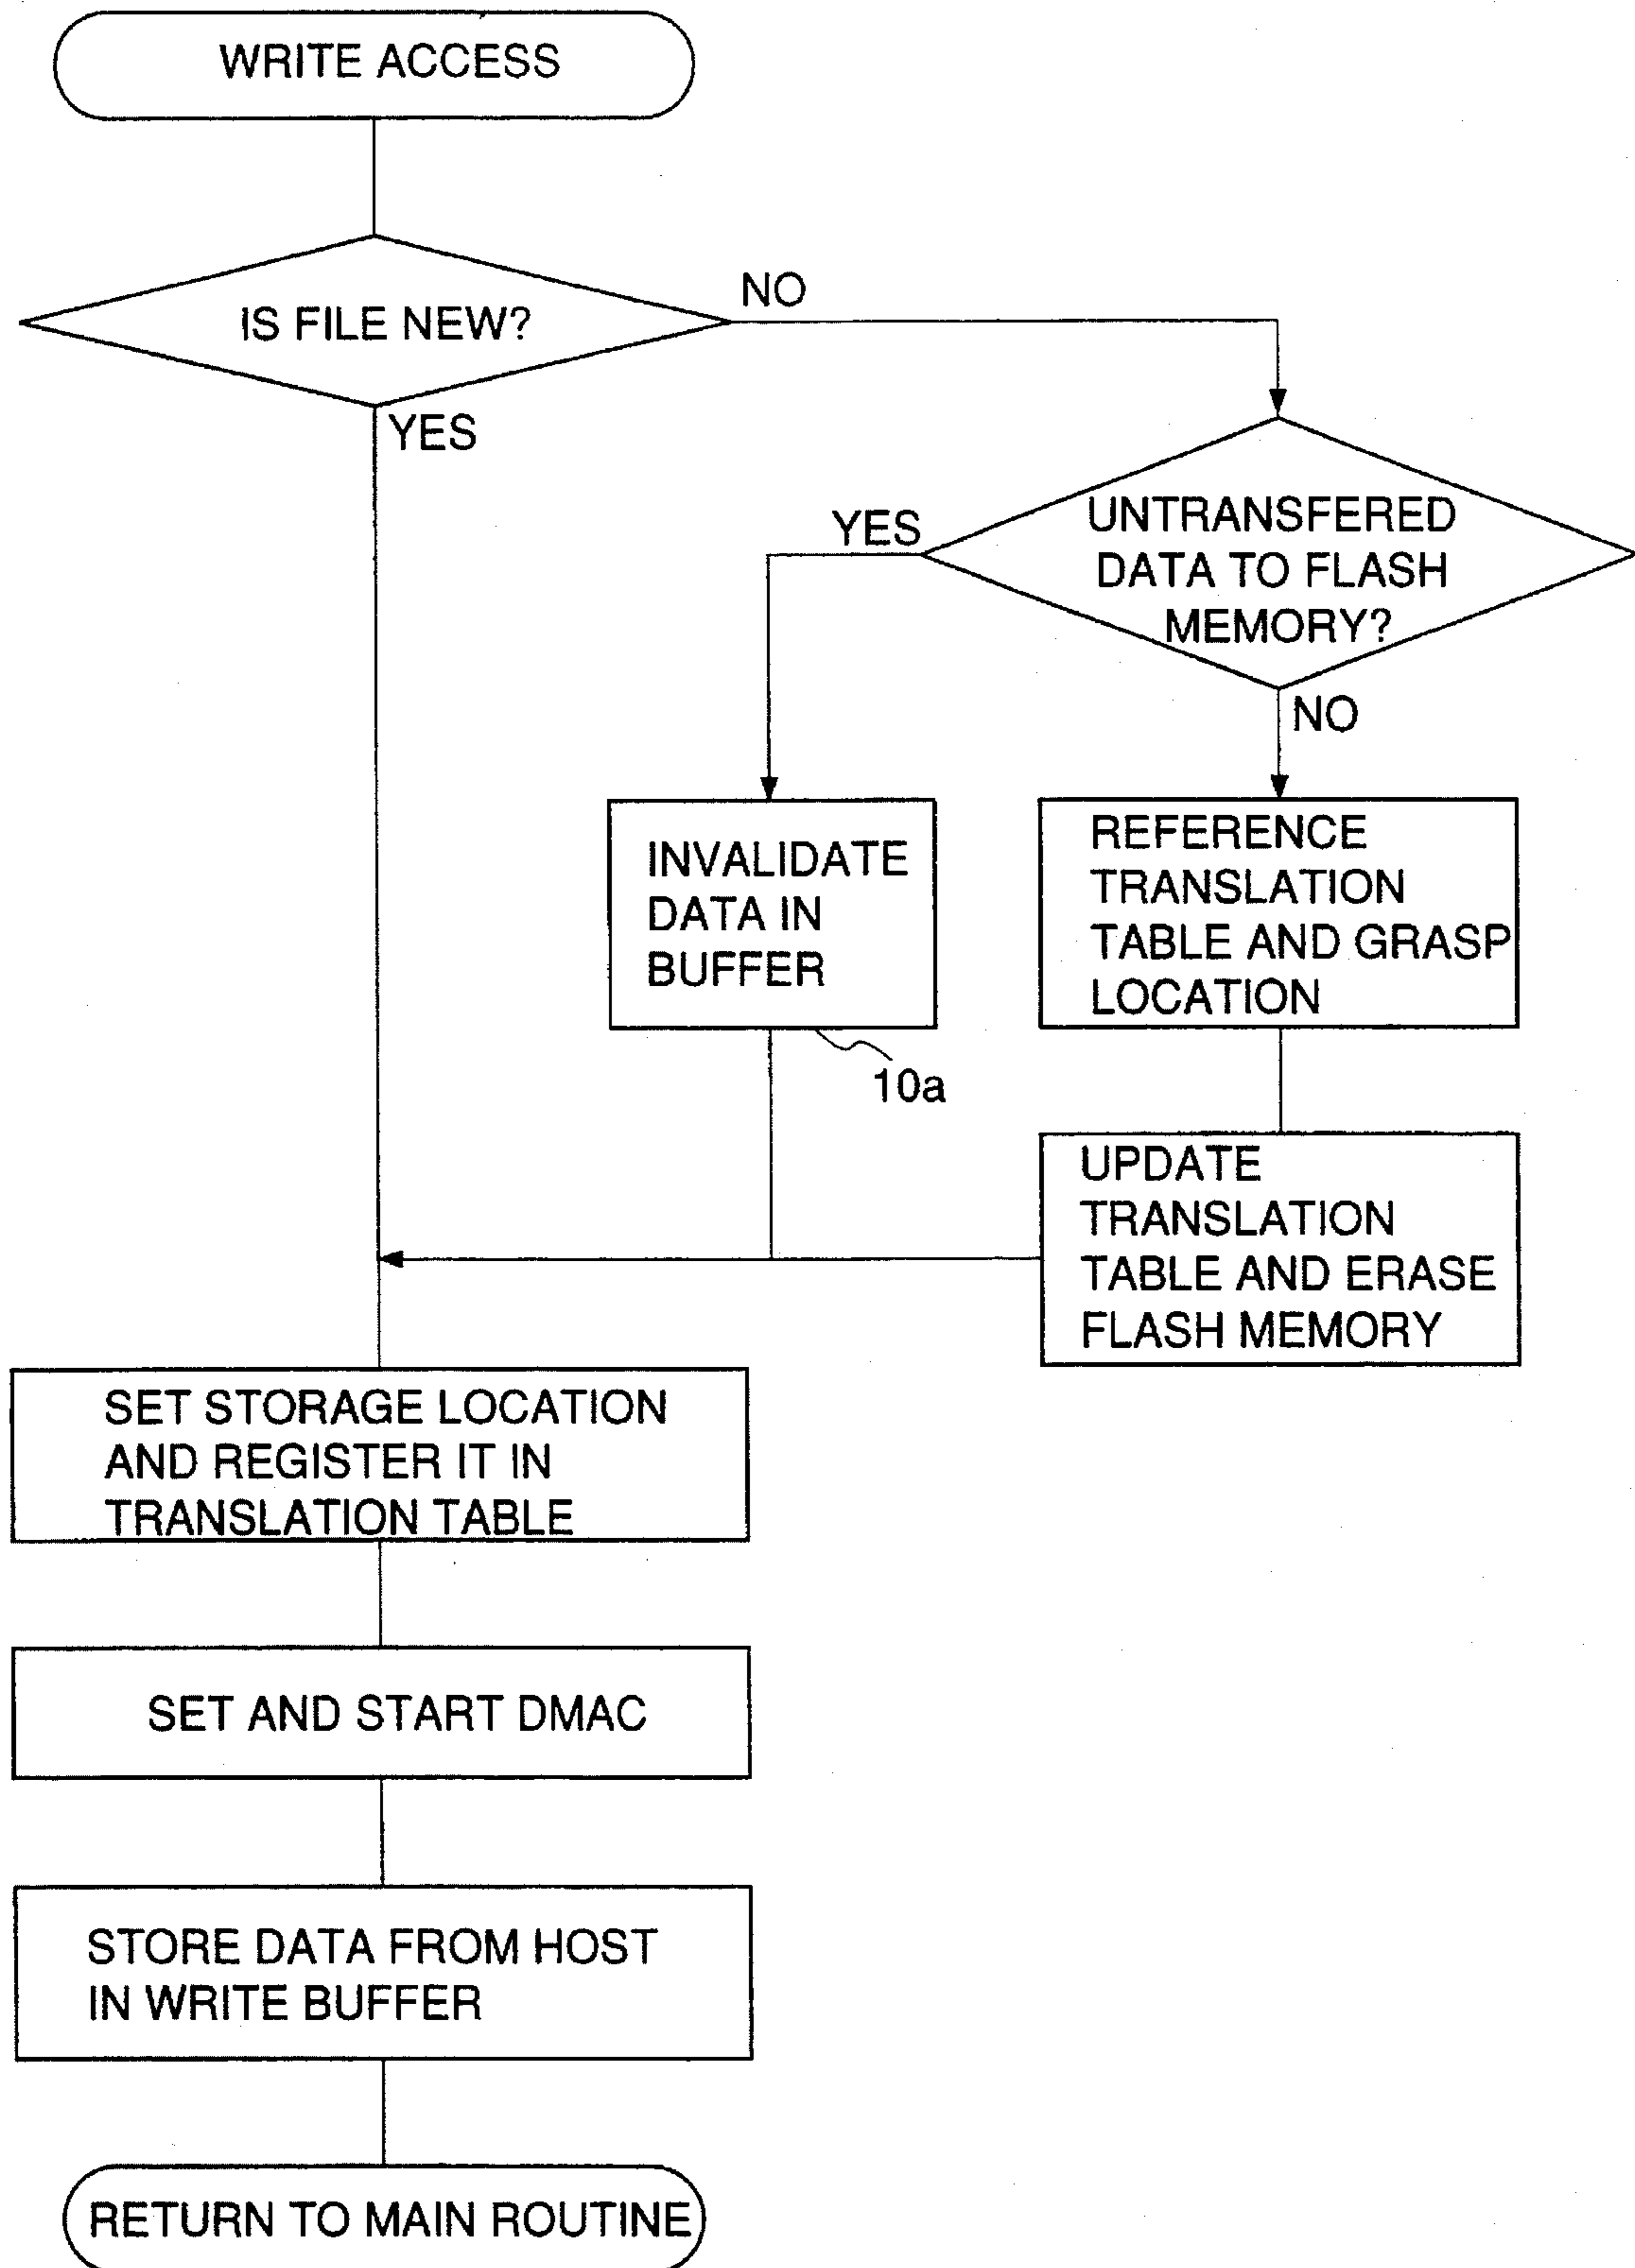 WRITE ACCESS
IS FILE NEW?
NO
YES
UNTRANSFERED
DATA TO FLASH
MEMORY?
YES
NO
INVALIDATE
DATA IN
BUFFER
10a
REFERENCE
TRANSLATION
TABLE AND GRASP
LOCATION
UPDATE
TRANSLATION
TABLE AND ERASE
FLASH MEMORY
SET STORAGE LOCATION
AND REGISTER IT IN
TRANSLATION TABLE
SET AND START DMAC
STORE DATA FROM HOST
IN WRITE BUFFER
RETURN TO MAIN ROUTINE